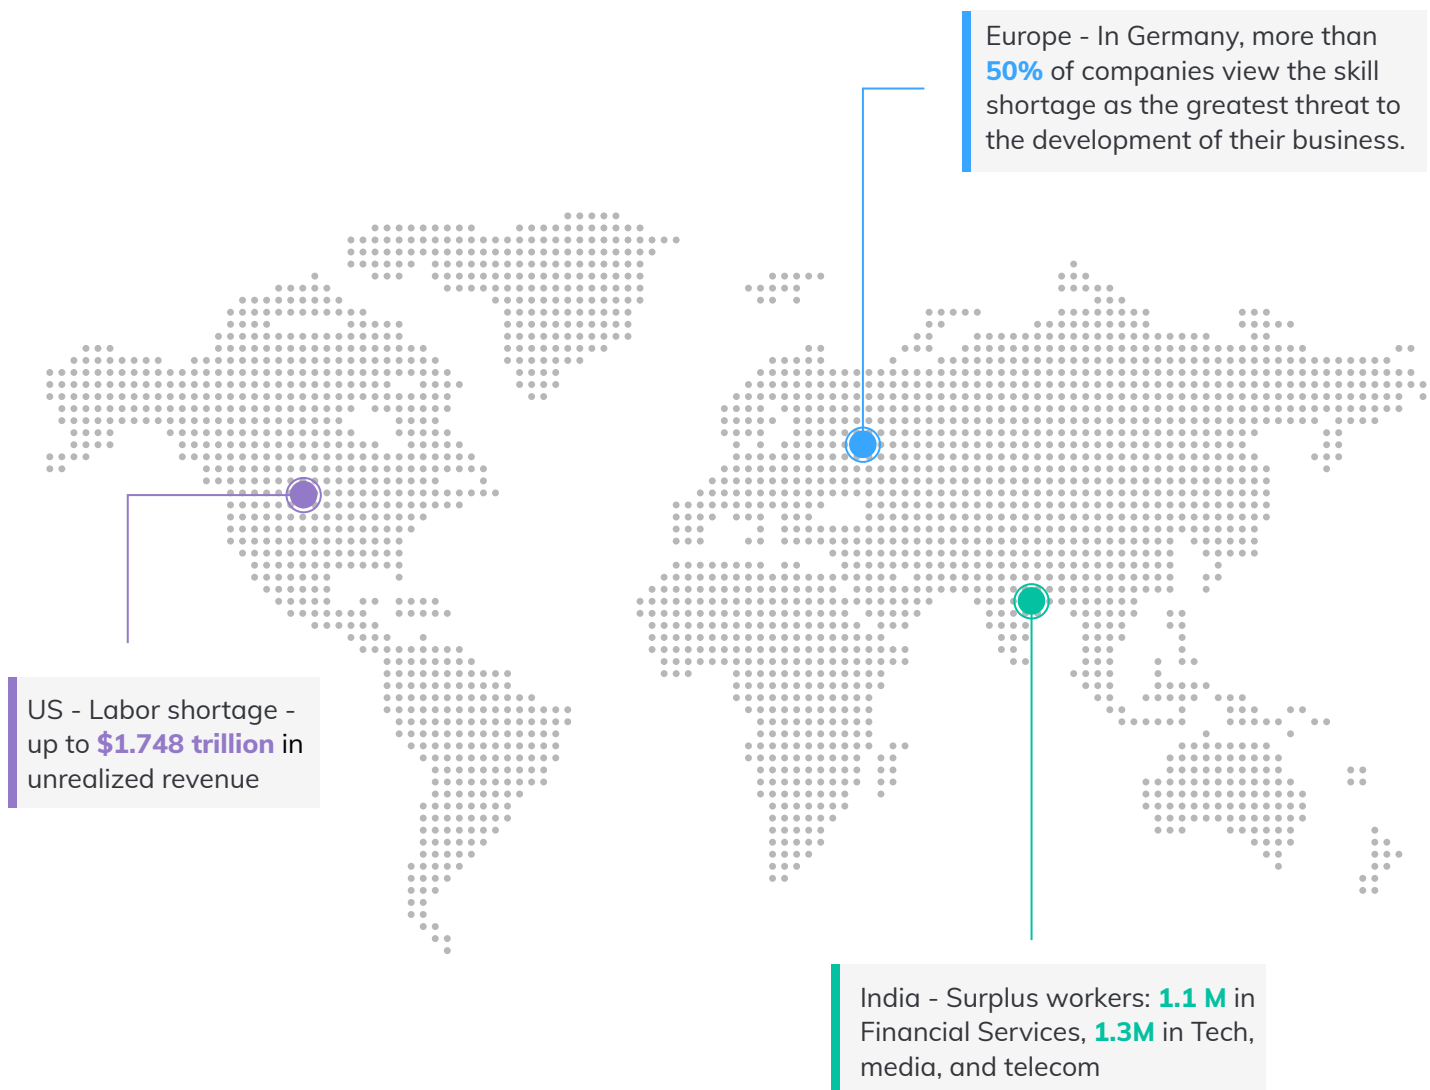 Europe - In Germany, more than
50% of companies view the skill
shortage as the greatest threat to
the development of their business.
US - Labor shortage -
up to $1.748 trillion in
unrealized revenue
India - Surplus workers: 1.1 M in
Financial Services, 1.3M in Tech,
media, and telecom